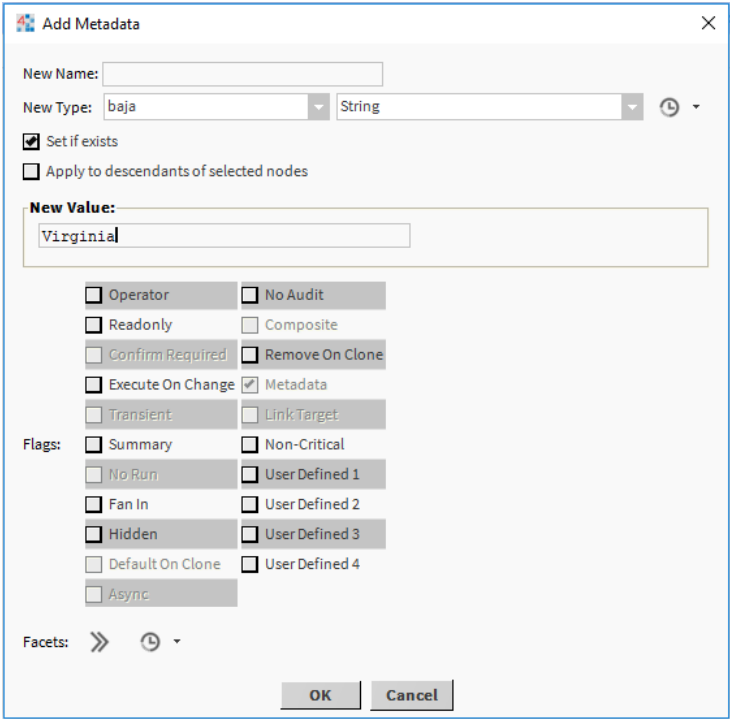 Add Metadata
New Name:
New Type: baja String
Set if exists
Apply to descendants of selected nodes
New Value:
Virginia
Operator No Audit
Readonly Composite
Confirm Required Remove On Clone
Execute On Change Metadata
Transient Link Target
Flags: Summary Non-Critical
No Run User Defined 1
Fan In User Defined 2
Hidden User Defined 3
Default On Clone User Defined 4
Async
Facets:
OK Cancel